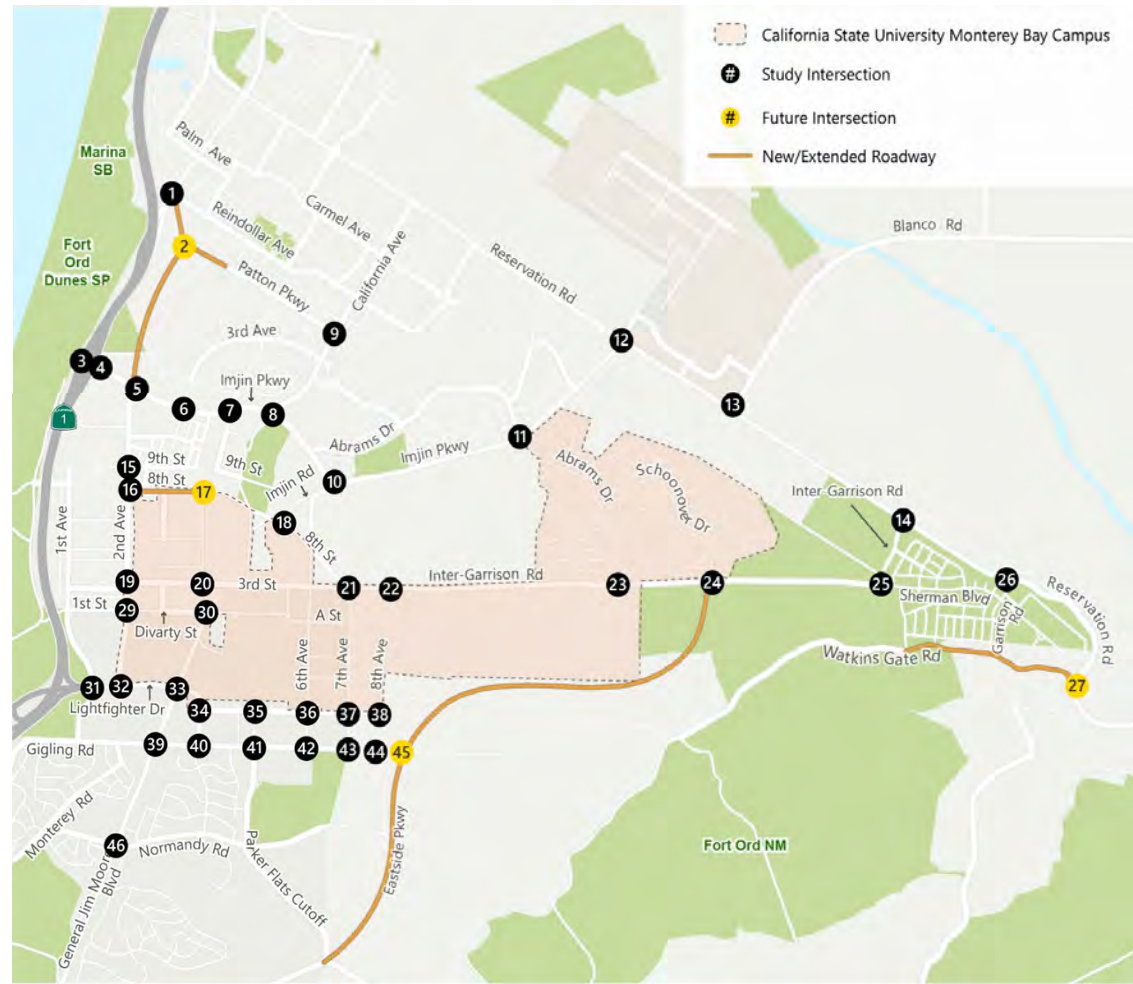 California State University Monterey Bay Campus
# Study Intersection
# Future Intersection
New/Extended Roadway
Marina
SB
Fort
Ord
Dunes SP
Palm Ave
1
Reindollar Ave
Carmel Ave
California Ave
2
Patton Pkwy
Reservation Rd
Blanco Rd
9
12
3rd Ave
3
4
5
Imjin Pkwy
6
7
8
13
1
11
Abrams Dr
Imjin Pkwy
10
9th St
9th St
15
8th St
16
17
Imjin Rd
18
8th St
Abrams Dr
Schoonover Dr
Inter-Garrison Rd
14
1st Ave
2nd Ave
19
20
3rd St
21
22
Inter-Garrison Rd
23
24
25
26
Sherman Blvd
Garrison
Rd
Reservation Rd
1st St
29
30
A St
Divarty St
6th Ave
7th Ave
8th Ave
Watkins Gate Rd
27
31
32
33
Lightfighter Dr
34
35
36
37
38
Gigling Rd
39
40
41
42
43
44
45
Monterey Rd
46
Normandy Rd
General Jim Moor
Blvd
Parker Flats Cutoff
Eastside Pkwy
Fort Ord NM